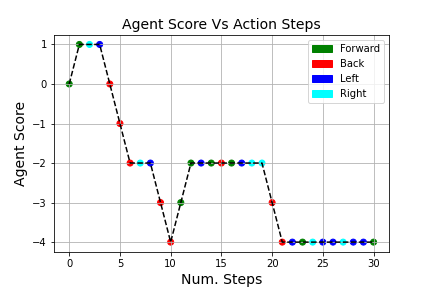 Agent Score Vs Action Steps
Forward
Back
Left
Right
1
0
−1
−2
−3
−4
Agent Score
0 5 10 15 20 25 30
Num. Steps